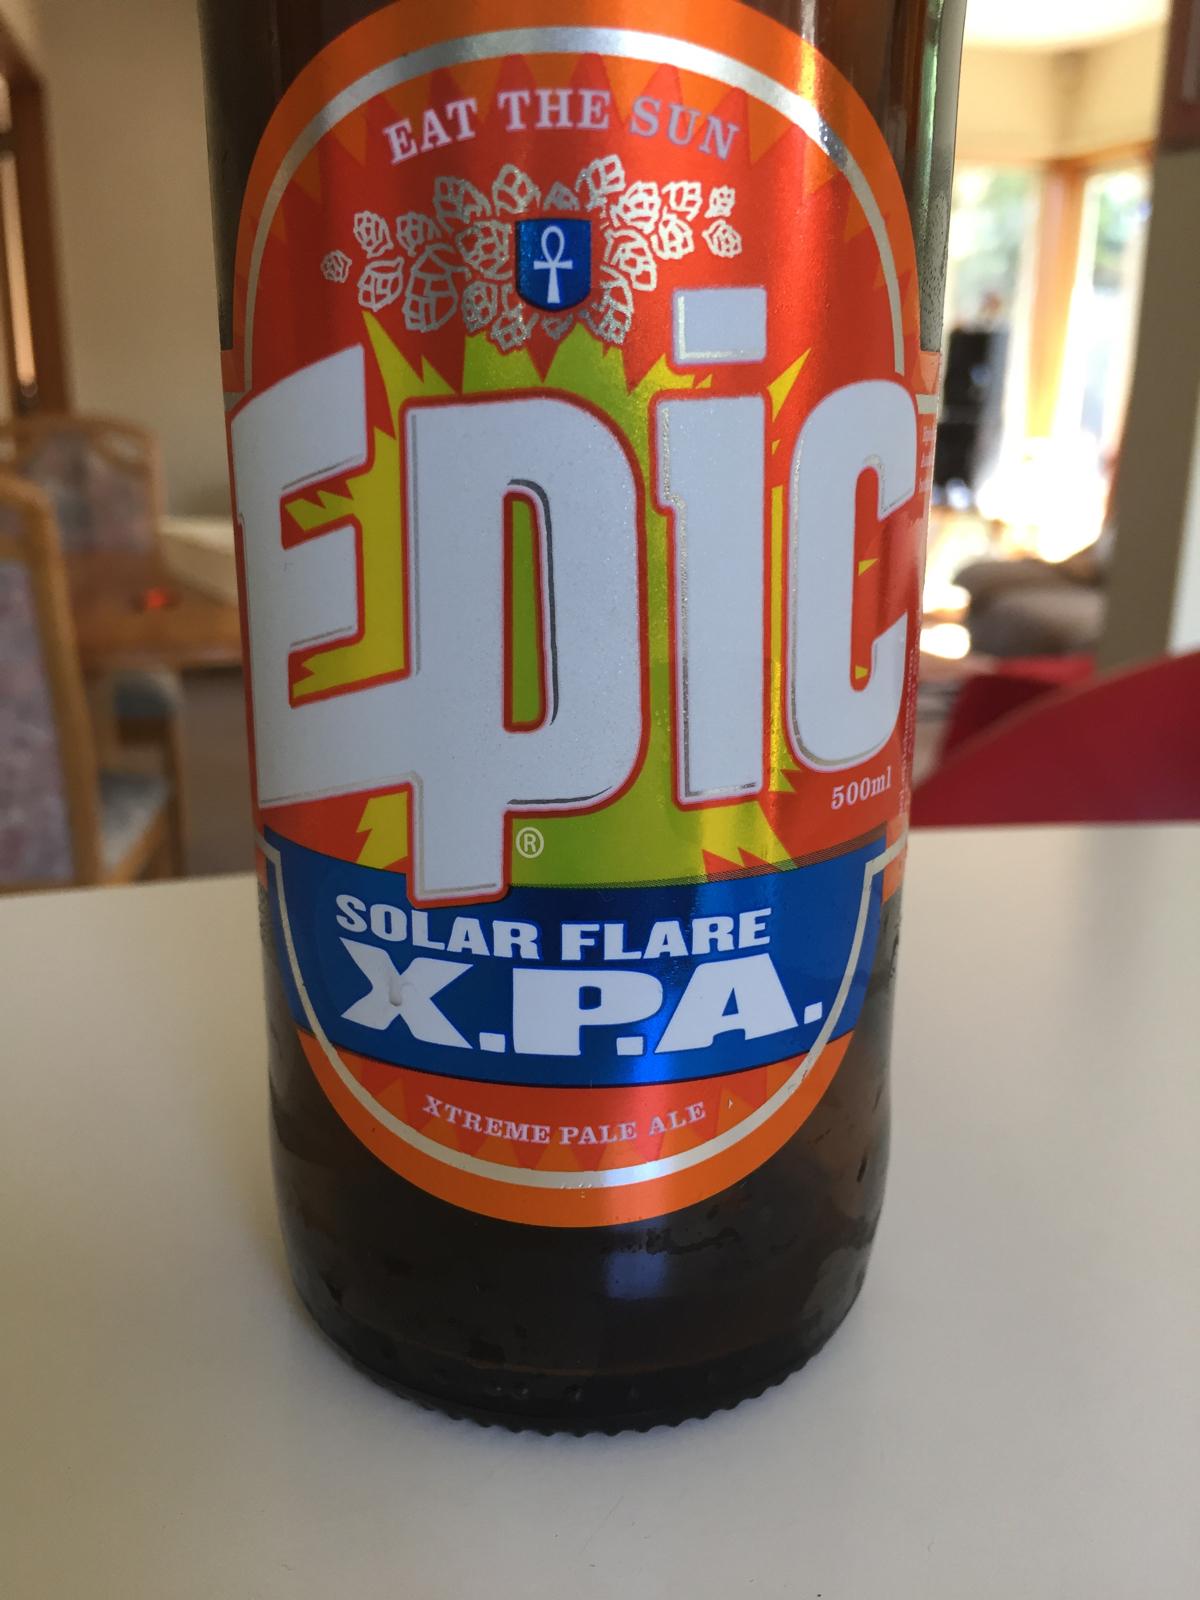 EAT THE SUN
Epic
500ml
®
SOLAR FLARE
X.P.A.
XTREME PALE ALE